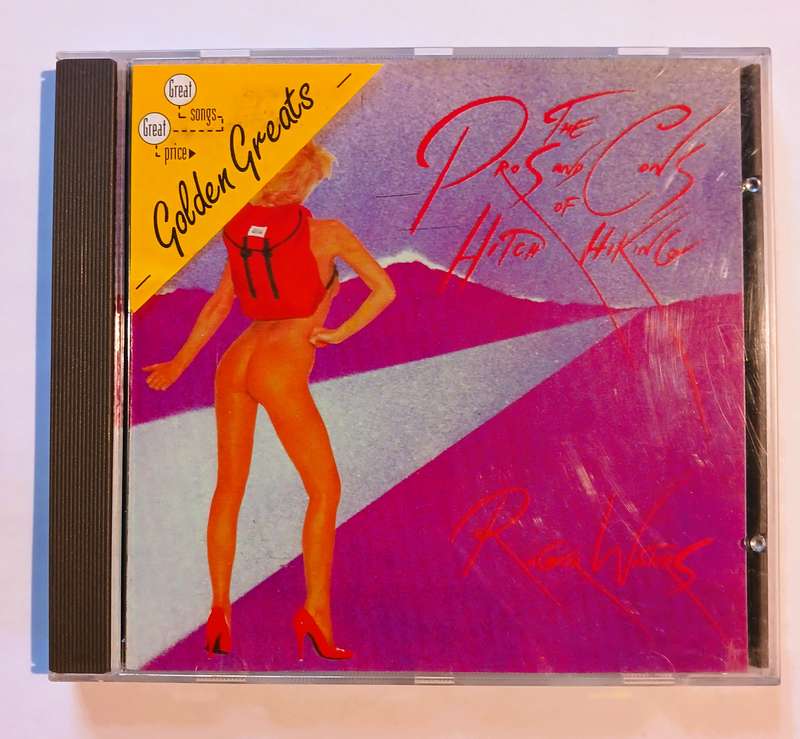 Great
songs
Great
price
Golden Greats
THE
PROS AND CONS
OF
HITCH HIKING
ROGER WATERS